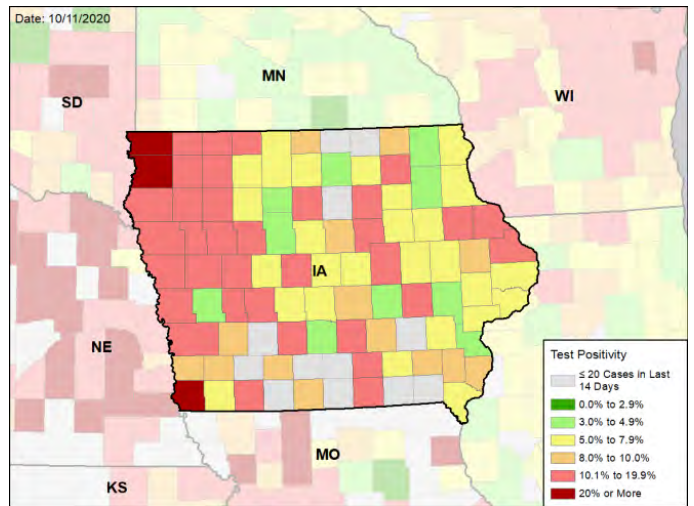 Date: 10/11/2020
MN
SD
WI
IA
NE
MO
KS
Test Positivity
≤ 20 Cases in Last
14 Days
0.0% to 2.9%
3.0% to 4.9%
5.0% to 7.9%
8.0% to 10.0%
10.1% to 19.9%
20% or More